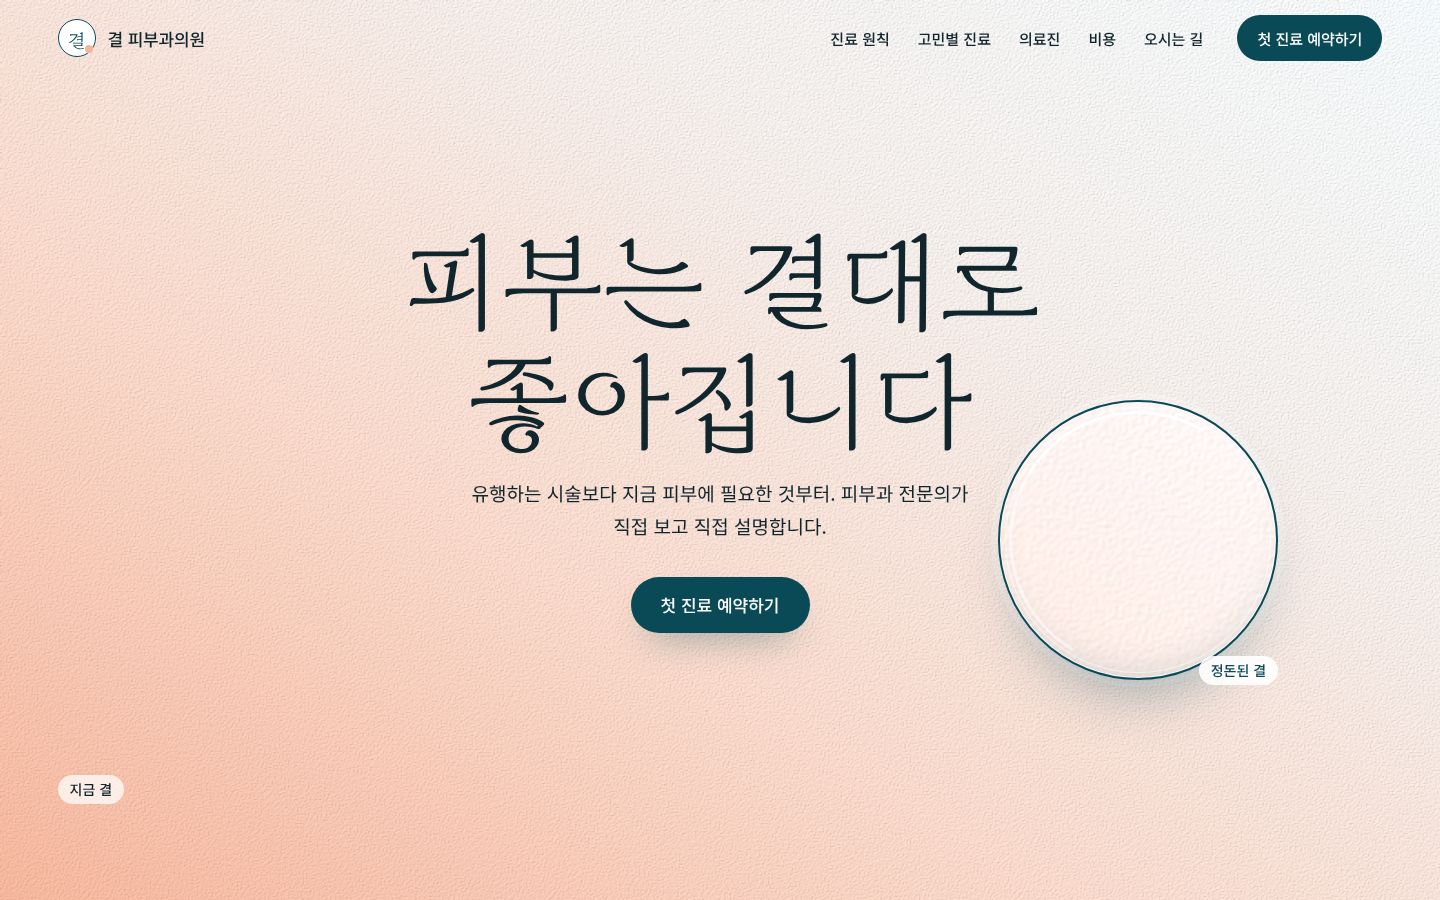 결
결 피부과의원
진료 원칙
고민별 진료
의료진
비용
오시는 길
첫 진료 예약하기
피부는 결대로
좋아집니다
유행하는 시술보다 지금 피부에 필요한 것부터. 피부과 전문의가
직접 보고 직접 설명합니다.
첫 진료 예약하기
정돈된 결
지금 결